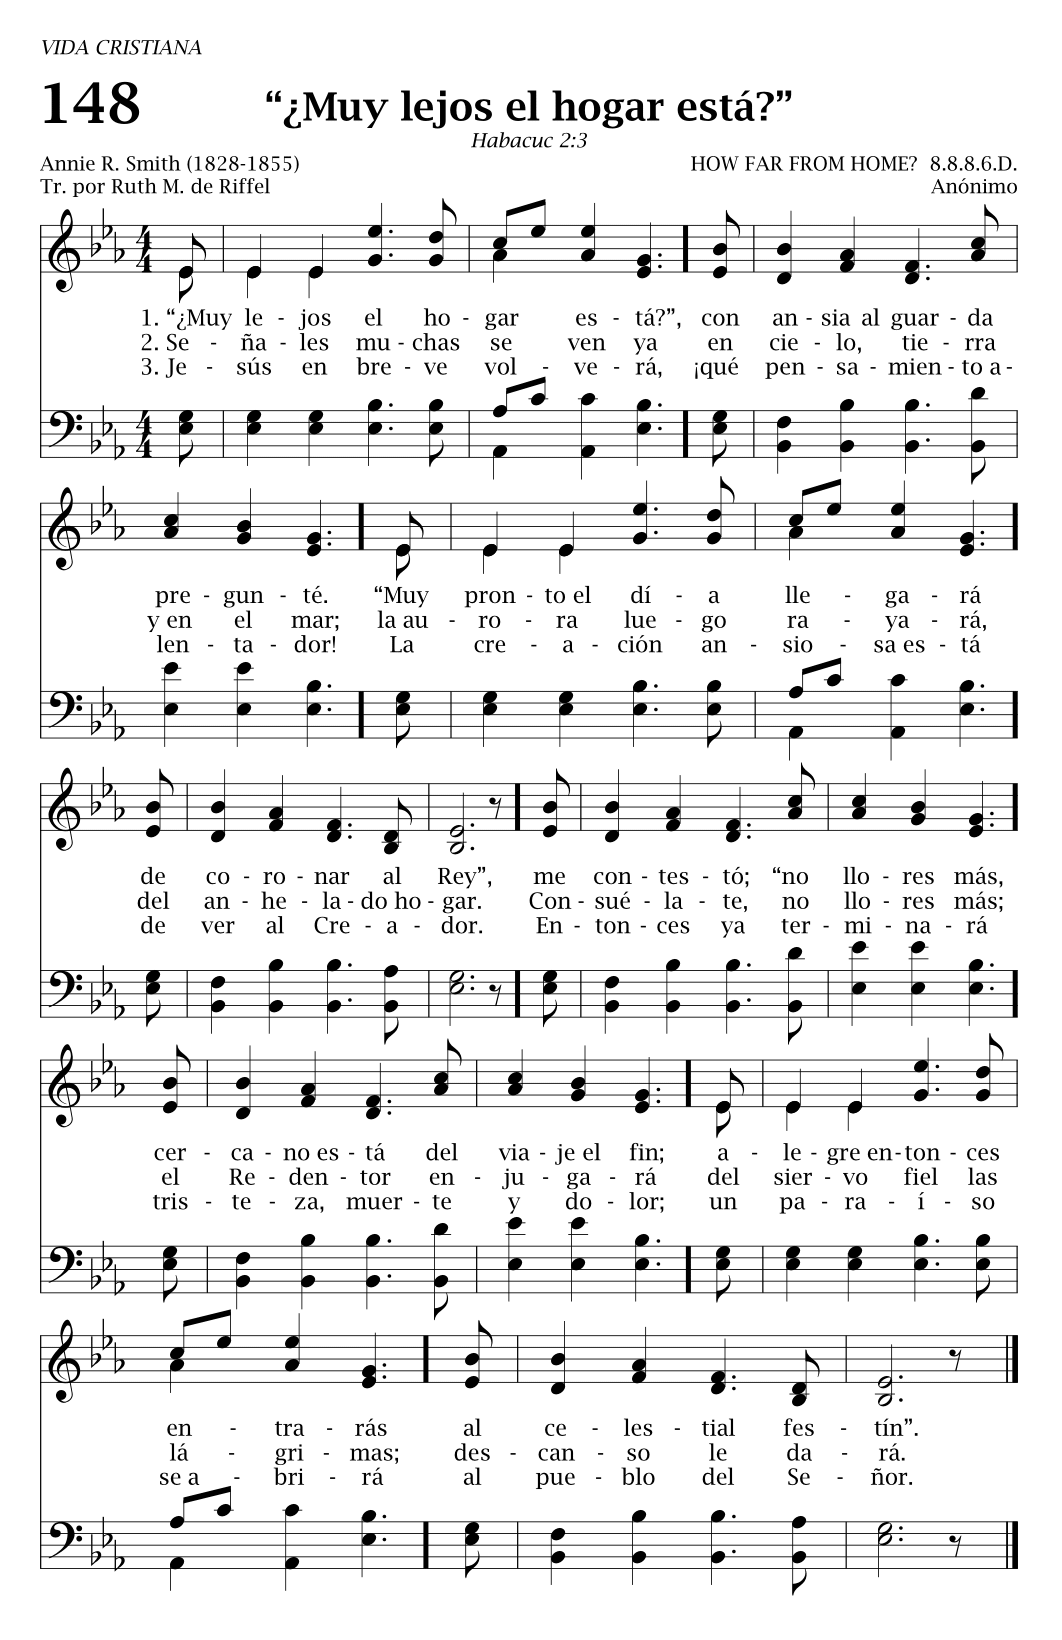 VIDA CRISTIANA
148 “¿Muy lejos el hogar está?”
Habacuc 2:3
Annie R. Smith (1828-1855) HOW FAR FROM HOME? 8.8.8.6.D.
Tr. por Ruth M. de Riffel Anónimo
1. “¿Muy le - jos el ho - gar es - tá?”, con an - sia al guar - da
2. Se - ña - les mu - chas se ven ya en cie - lo, tie - rra
3. Je - sús en bre - ve vol - ve - rá, ¡qué pen - sa - mien - to a -
pre - gun - té. “Muy pron - to el dí - a lle - ga - rá
y en el mar; la au - ro - ra lue - go ra - ya - rá,
len - ta - dor! La cre - a - ción an - sio - sa es - tá
de co - ro - nar al Rey”, me con - tes - tó; “no llo - res más,
del an - he - la - do ho - gar. Con - sué - la - te, no llo - res más;
de ver al Cre - a - dor. En - ton - ces ya ter - mi - na - rá
cer - ca - no es - tá del via - je el fin; a - le - gre en - ton - ces
el Re - den - tor en - ju - ga - rá del sier - vo fiel las
tris - te - za, muer - te y do - lor; un pa - ra - í - so
en - tra - rás al ce - les - tial fes - tín”.
lá - gri - mas; des - can - so le da - rá.
se a - bri - rá al pue - blo del Se - ñor.